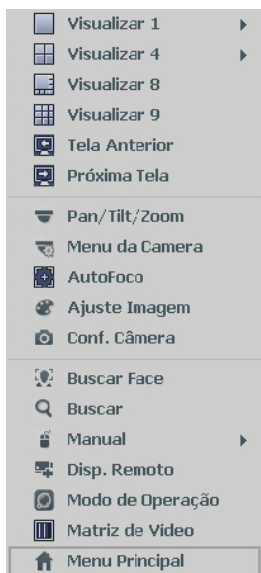 Visualizar 1
Visualizar 4
Visualizar 8
Visualizar 9
Tela Anterior
Próxima Tela
Pan/Tilt/Zoom
Menu da Camera
AutoFoco
Ajuste Imagem
Conf. Câmera
Buscar Face
Buscar
Manual
Disp. Remoto
Modo de Operação
Matriz de Vídeo
Menu Principal